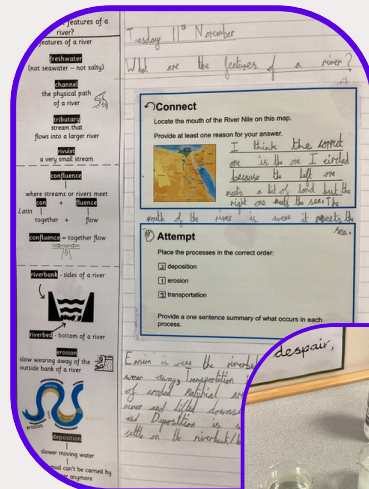 features of a
river?
features of a river
freshwater
(not seawater - not salty)
channel
the physical path
of a river
tributary
stream that
flows into a larger river
rivulet
a very small stream
confluence
where streams or rivers meet
con + fluence
Latin
together + flow
confluence = together flow
riverbank - sides of a river
riverbed - bottom of a river
erosion
slow wearing away of the
outside bank of a river
erosion
deposition
slower moving water
mud can't be carried by
water anymore
Tuesday 11th November
What are the features of a river?
Connect
Locate the mouth of the River Nile on this map.
Provide at least one reason for your answer.
I think the correct
one is the one I circled
because the left one
meets a bit of land but the
right one meets the sea. The
mouth of the river is were it meets the
sea.
Attempt
Place the processes in the correct order:
3 deposition
1 erosion
2 transportation
Provide a one sentence summary of what occurs in each
process.
Erosion is were the riverbank
wear away. Transportation
of eroded material
river and lifted
and Deposition is
settle on the riverbank/
despair,